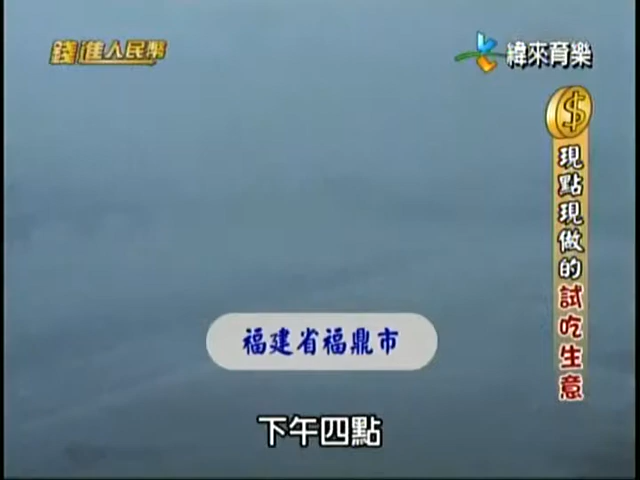 錢進人民幣
緯來育樂
$
現點現做的試吃生意
福建省福鼎市
下午四點